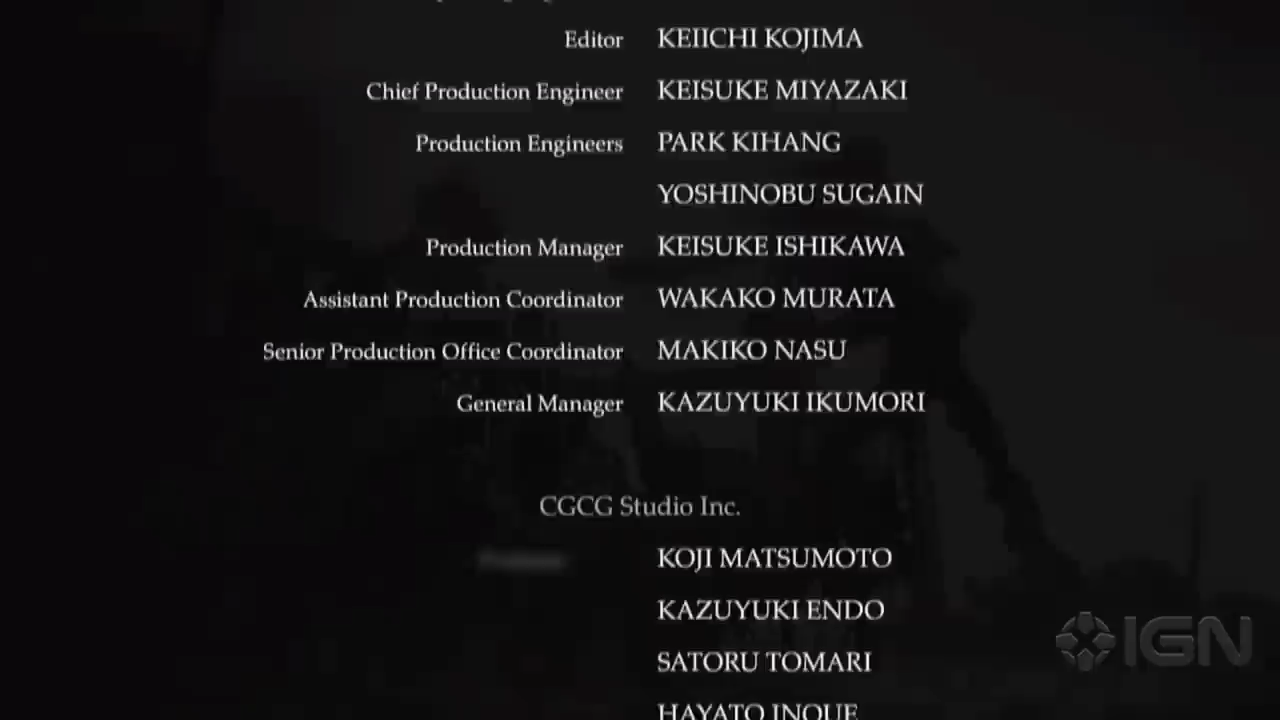 Editor KEIICHI KOJIMA
Chief Production Engineer KEISUKE MIYAZAKI
Production Engineers PARK KIHANG
YOSHINOBU SUGAIN
Production Manager KEISUKE ISHIKAWA
Assistant Production Coordinator WAKAKO MURATA
Senior Production Office Coordinator MAKIKO NASU
General Manager KAZUYUKI IKUMORI
CGCG Studio Inc.
KOJI MATSUMOTO
KAZUYUKI ENDO
SATORU TOMARI
HAYATO INOUE
IGN